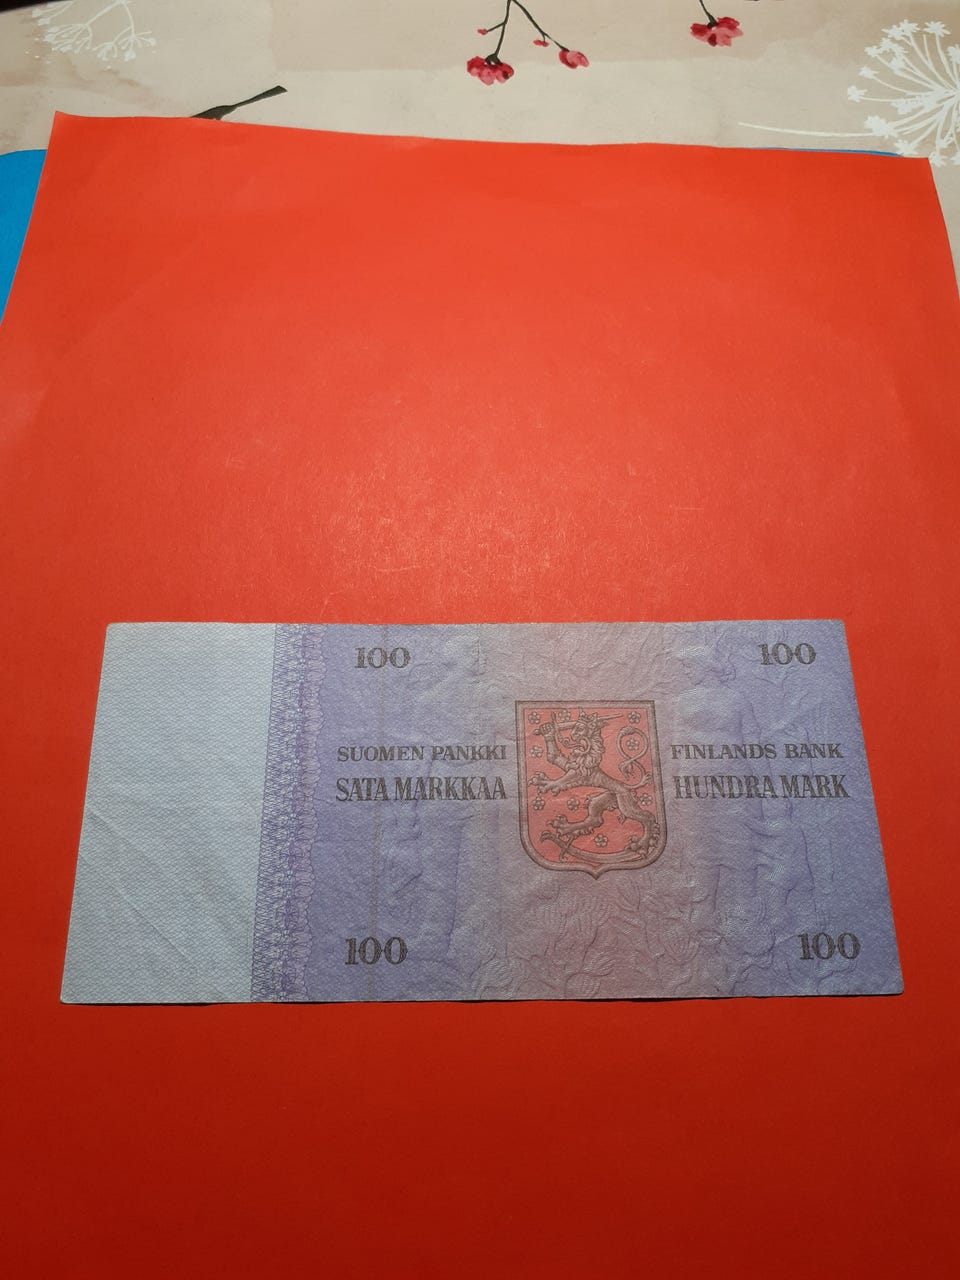 100 100
SUOMEN PANKKI FINLANDS BANK
SATA MARKKAA HUNDRA MARK
100 100